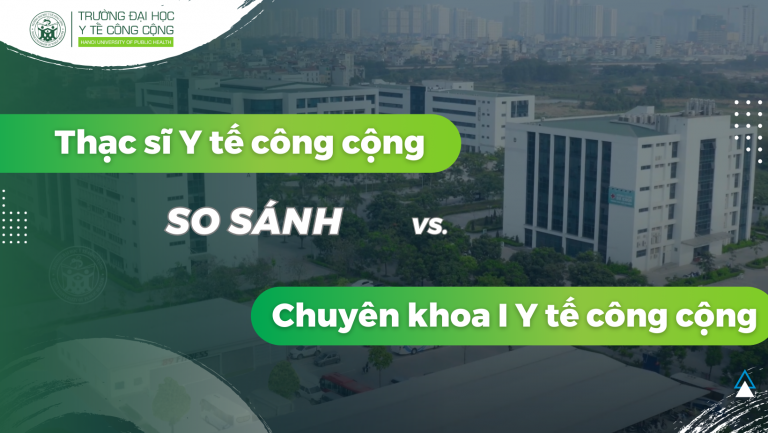 TRƯỜNG ĐẠI HỌC
Y TẾ CÔNG CỘNG
HANOI UNIVERSITY OF PUBLIC HEALTH
Thạc sĩ Y tế công cộng
SO SÁNH vs.
Chuyên khoa I Y tế công cộng